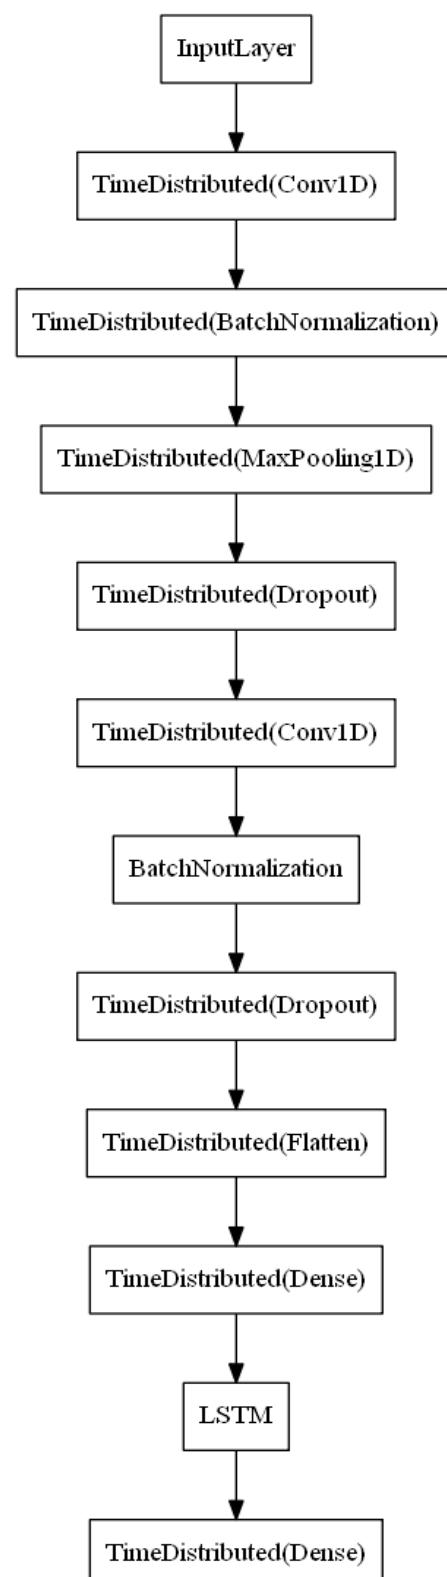 InputLayer
TimeDistributed(Conv1D)
TimeDistributed(BatchNormalization)
TimeDistributed(MaxPooling1D)
TimeDistributed(Dropout)
TimeDistributed(Conv1D)
BatchNormalization
TimeDistributed(Dropout)
TimeDistributed(Flatten)
TimeDistributed(Dense)
LSTM
TimeDistributed(Dense)